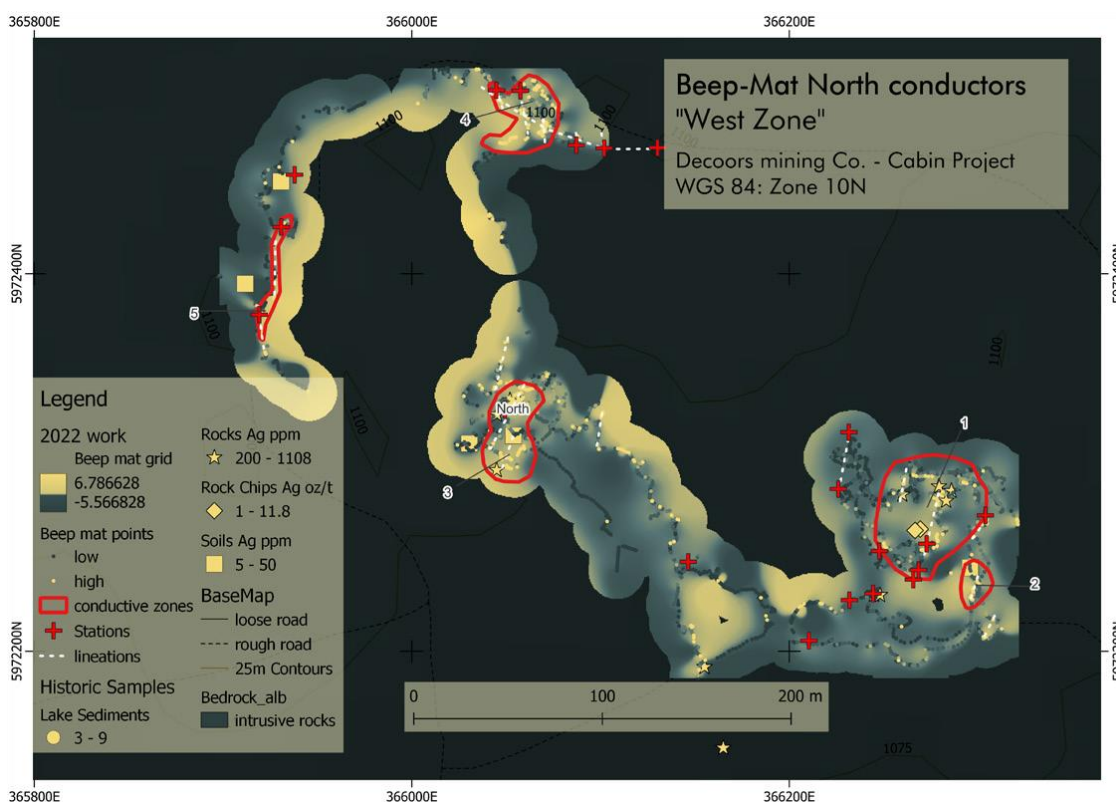 365800E 366000E 366200E
Beep-Mat North conductors
"West Zone"
Decoors mining Co. - Cabin Project
WGS 84: Zone 10N
1100
1100
1100
1100
4
5972400N
5972400N
5
1100
1100
1100
North
3
1
2
Legend
2022 work
Beep mat grid
6.786628
-5.566828
Beep mat points
low
high
conductive zones
Stations
lineations
Historic Samples
Lake Sediments
3 - 9
Rocks Ag ppm
200 - 1108
Rock Chips Ag oz/t
1 - 11.8
Soils Ag ppm
5 - 50
BaseMap
loose road
rough road
25m Contours
Bedrock_alb
intrusive rocks
5972200N
5972200N
0 100 200 m
1075
365800E 366000E 366200E